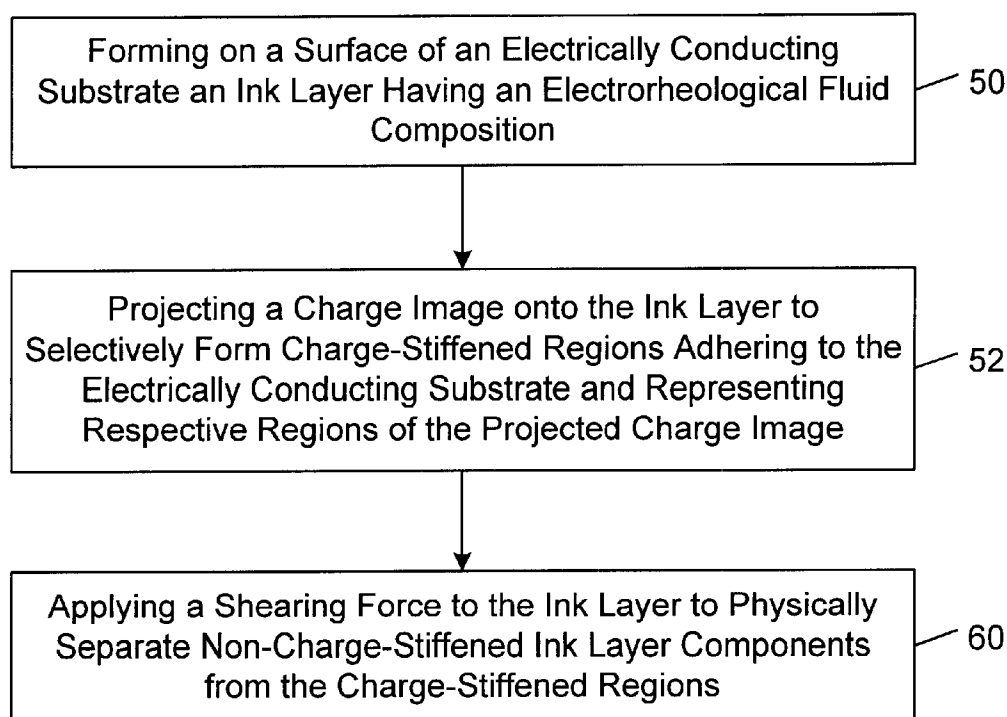 Forming on a Surface of an Electrically Conducting
Substrate an Ink Layer Having an Electrorheological Fluid
Composition
50
Projecting a Charge Image onto the Ink Layer to
Selectively Form Charge-Stiffened Regions Adhering to the
Electrically Conducting Substrate and Representing
Respective Regions of the Projected Charge Image
52
Applying a Shearing Force to the Ink Layer to Physically
Separate Non-Charge-Stiffened Ink Layer Components
from the Charge-Stiffened Regions
60